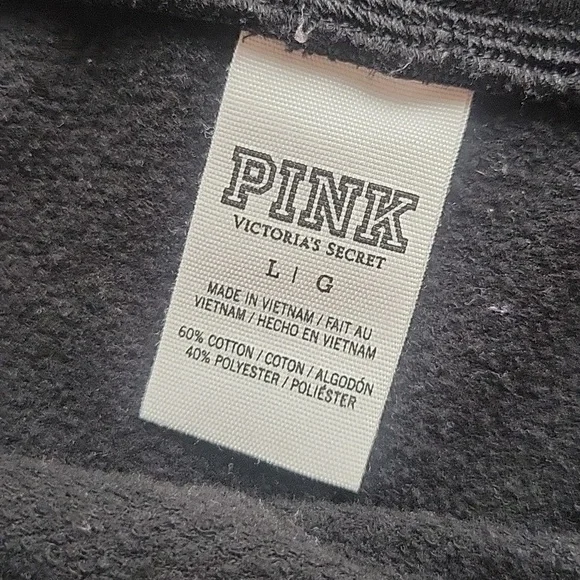 PINK
VICTORIA'S SECRET
L | G
MADE IN VIETNAM / FAIT AU
VIETNAM / HECHO EN VIETNAM
60% COTTON / COTON / ALGODÓN
40% POLYESTER / POLIÉSTER